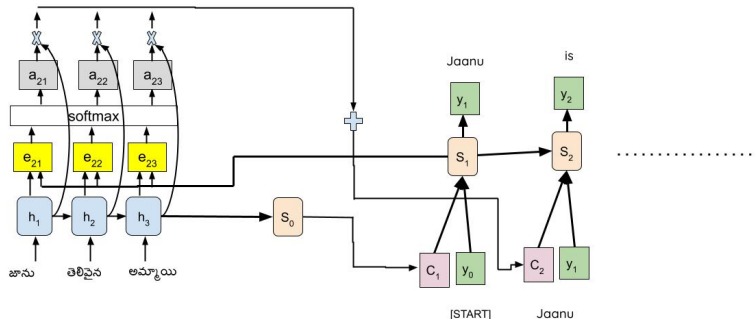 Jaanu is
a21 a22 a23
y1 y2
softmax
e21 e22 e23
S1 S2
h1 h2 h3 S0
C1 y0 C2 y1
జాను తెలివైన అమ్మాయి
[START] Jaanu